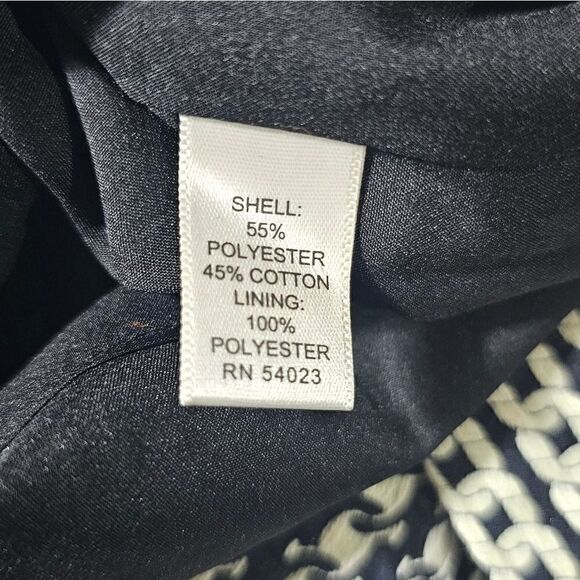 SHELL:
55%
POLYESTER
45% COTTON
LINING:
100%
POLYESTER
RN 54023